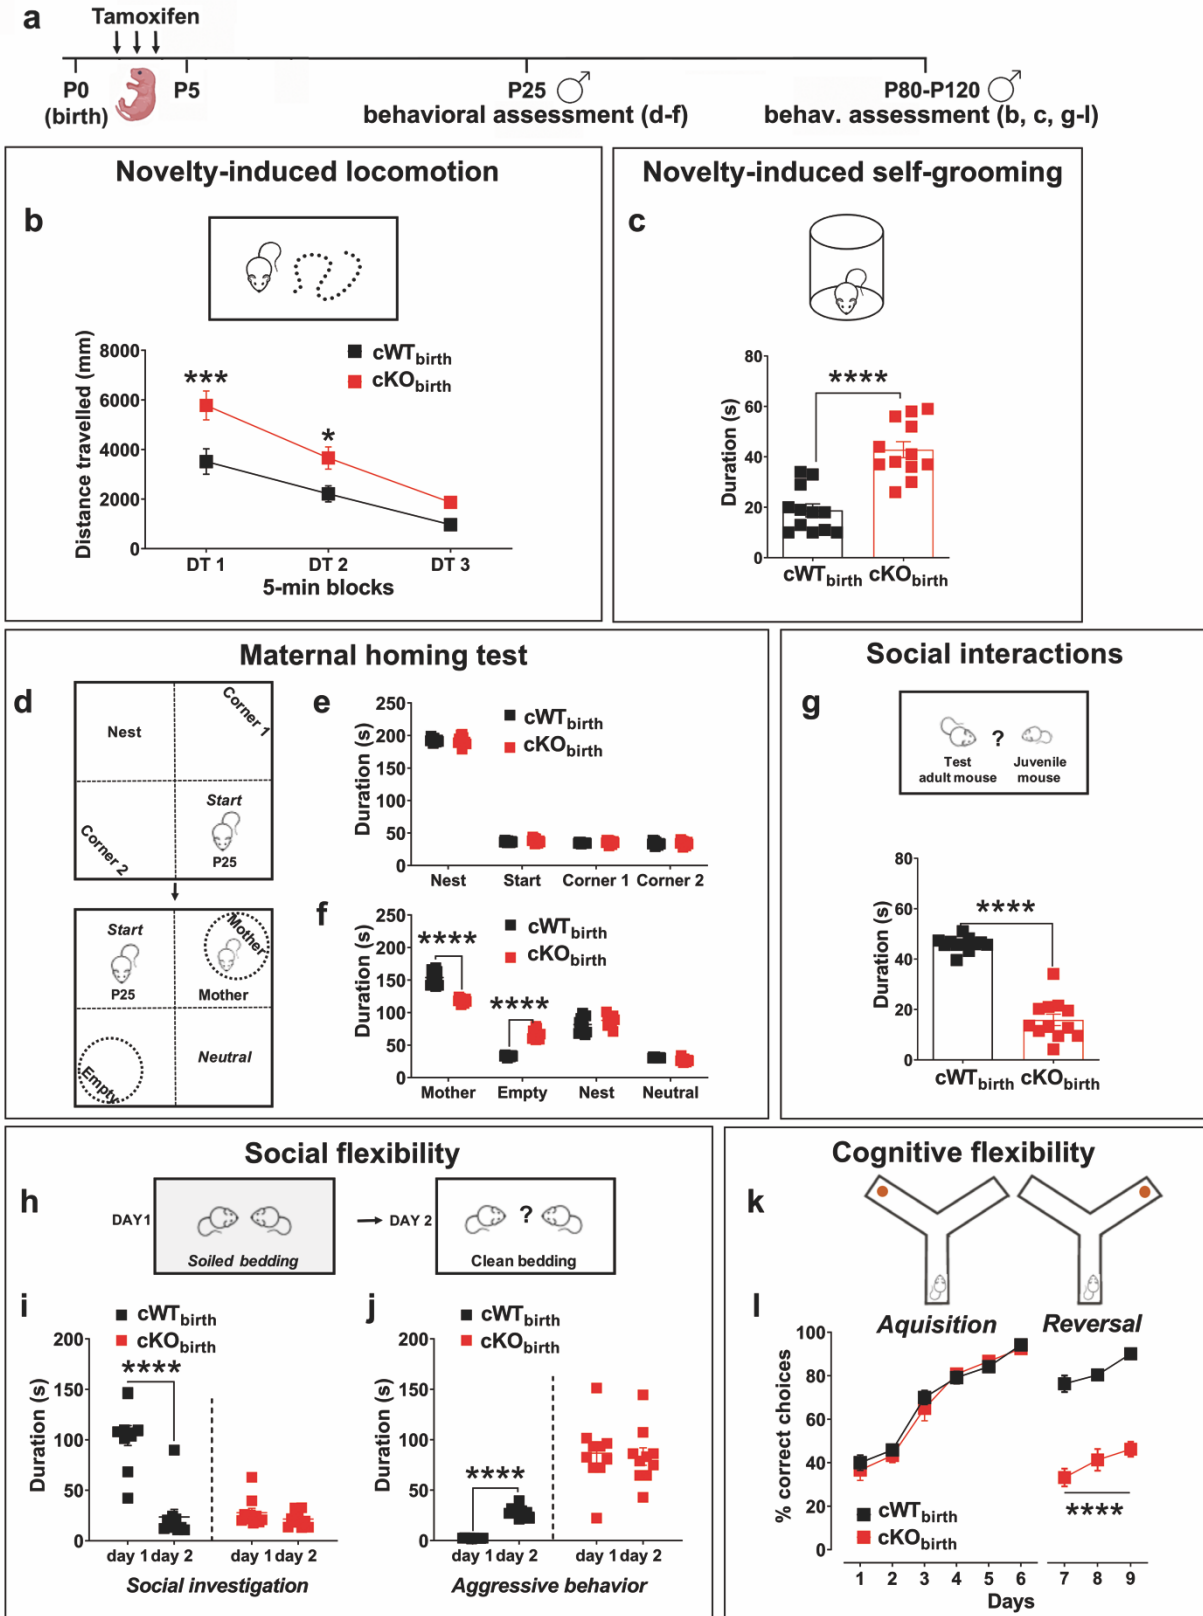 a
Tamoxifen
P0
(birth)
P5
P25
behavioral assessment (d-f)
P80-P120
behav. assessment (b, c, g-l)
Novelty-induced locomotion
b
Distance travelled (mm)
8000
6000
4000
2000
0
cWTbirth
cKObirth
***
*
DT 1 DT 2 DT 3
5-min blocks
Novelty-induced self-grooming
c
Duration (s)
80
60
40
20
0
****
cWTbirth cKObirth
Maternal homing test
d
Nest
Corner 1
Corner 2
Start
P25
Start
P25
Mother
Mother
Empty
Neutral
e
Duration (s)
250
200
150
100
50
0
cWTbirth
cKObirth
Nest Start Corner 1 Corner 2
f
Duration (s)
250
200
150
100
50
0
cWTbirth
cKObirth
****
****
Mother Empty Nest Neutral
Social interactions
g
?
Test
adult mouse
Juvenile
mouse
Duration (s)
80
60
40
20
0
****
cWTbirth cKObirth
Social flexibility
h
DAY1
Soiled bedding
DAY 2
?
Clean bedding
i
cWTbirth
cKObirth
Duration (s)
200
150
100
50
0
****
day 1 day 2 day 1 day 2
Social investigation
j
cWTbirth
cKObirth
Duration (s)
200
150
100
50
0
****
day 1 day 2 day 1 day 2
Aggressive behavior
Cognitive flexibility
k
l
Aquisition Reversal
% correct choices
100
80
60
40
20
0
cWTbirth
cKObirth
****
1 2 3 4 5 6 7 8 9
Days